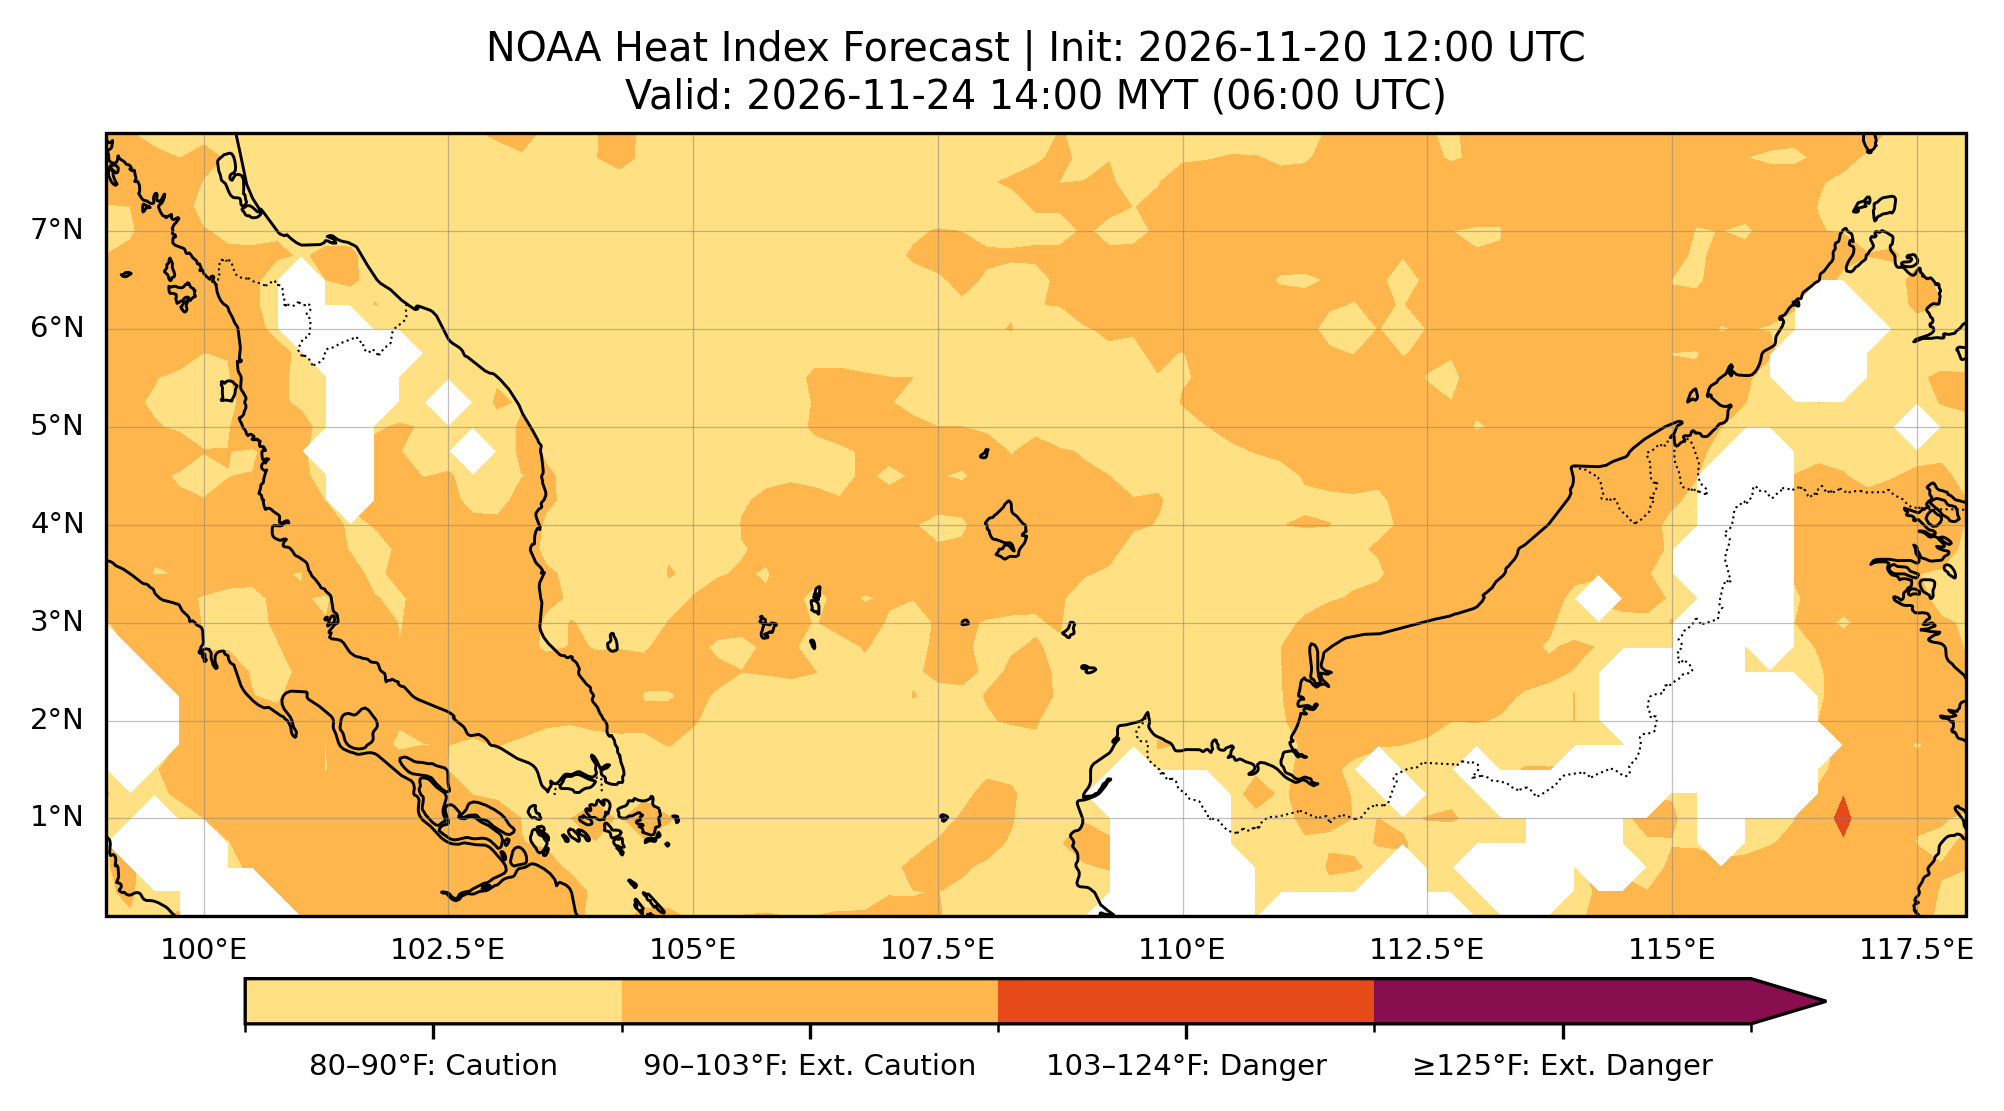 NOAA Heat Index Forecast | Init: 2026-11-20 12:00 UTC
Valid: 2026-11-24 14:00 MYT (06:00 UTC)
7°N
6°N
5°N
4°N
3°N
2°N
1°N
100°E
102.5°E
105°E
107.5°E
110°E
112.5°E
115°E
117.5°E
80–90°F: Caution
90–103°F: Ext. Caution
103–124°F: Danger
≥125°F: Ext. Danger